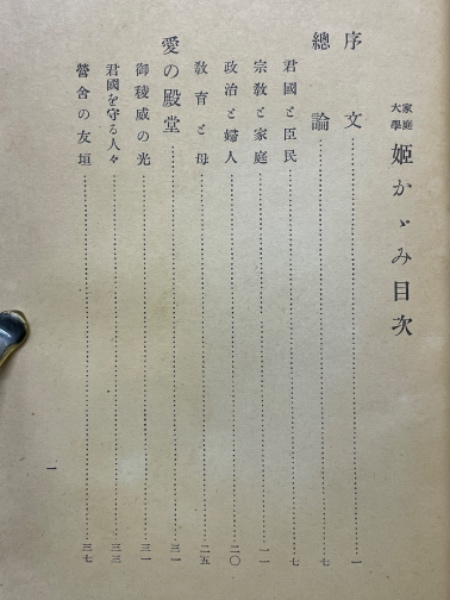 家庭大學 姫かゞみ目次
序文……一
總論……七
君國と臣民……七
宗教と家庭……一一
政治と婦人……二〇
教育と母……二五
愛の殿堂……三一
御稜威の光……三一
君國を守る人々……三三
營舍の友垣……三七
一